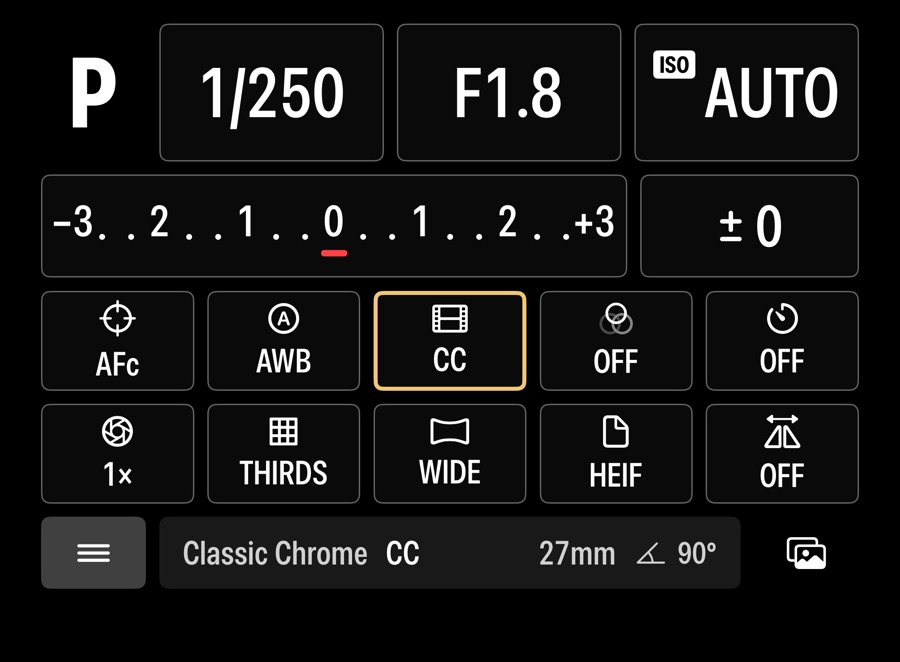 P 1/250 F1.8 ISO AUTO
−3. . 2 . . 1 . . 0 . . 1 . . 2 . .+3 ± 0
AFc AWB CC OFF OFF
1× THIRDS WIDE HEIF OFF
Classic Chrome CC 27mm 90°